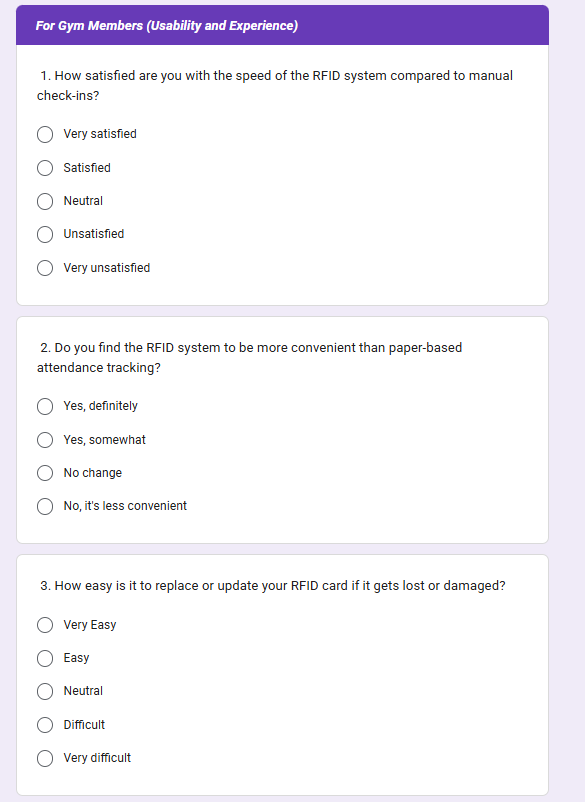 For Gym Members (Usability and Experience)
1. How satisfied are you with the speed of the RFID system compared to manual
check-ins?
Very satisfied
Satisfied
Neutral
Unsatisfied
Very unsatisfied
2. Do you find the RFID system to be more convenient than paper-based
attendance tracking?
Yes, definitely
Yes, somewhat
No change
No, it's less convenient
3. How easy is it to replace or update your RFID card if it gets lost or damaged?
Very Easy
Easy
Neutral
Difficult
Very difficult